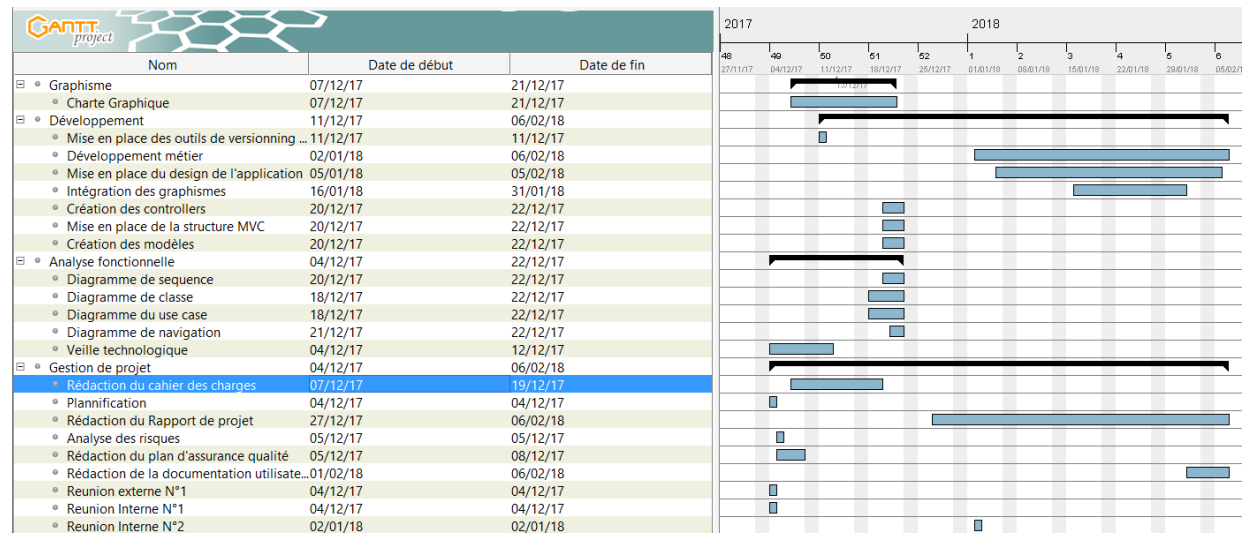 GANTT
project
2017 2018
Nom Date de début Date de fin
48 49 50 51 52 1 2 3 4 5 6
27/11/17 04/12/17 11/12/17 18/12/17 25/12/17 01/01/18 08/01/18 15/01/18 22/01/18 29/01/18 05/02/1
13/12/17
Graphisme 07/12/17 21/12/17
Charte Graphique 07/12/17 21/12/17
Développement 11/12/17 06/02/18
Mise en place des outils de versionning ... 11/12/17 11/12/17
Développement métier 02/01/18 06/02/18
Mise en place du design de l'application 05/01/18 05/02/18
Intégration des graphismes 16/01/18 31/01/18
Création des controllers 20/12/17 22/12/17
Mise en place de la structure MVC 20/12/17 22/12/17
Création des modèles 20/12/17 22/12/17
Analyse fonctionnelle 04/12/17 22/12/17
Diagramme de sequence 20/12/17 22/12/17
Diagramme de classe 18/12/17 22/12/17
Diagramme du use case 18/12/17 22/12/17
Diagramme de navigation 21/12/17 22/12/17
Veille technologique 04/12/17 12/12/17
Gestion de projet 04/12/17 06/02/18
Rédaction du cahier des charges 07/12/17 19/12/17
Plannification 04/12/17 04/12/17
Rédaction du Rapport de projet 27/12/17 06/02/18
Analyse des risques 05/12/17 05/12/17
Rédaction du plan d'assurance qualité 05/12/17 08/12/17
Rédaction de la documentation utilisate... 01/02/18 06/02/18
Reunion externe N°1 04/12/17 04/12/17
Reunion Interne N°1 04/12/17 04/12/17
Reunion Interne N°2 02/01/18 02/01/18